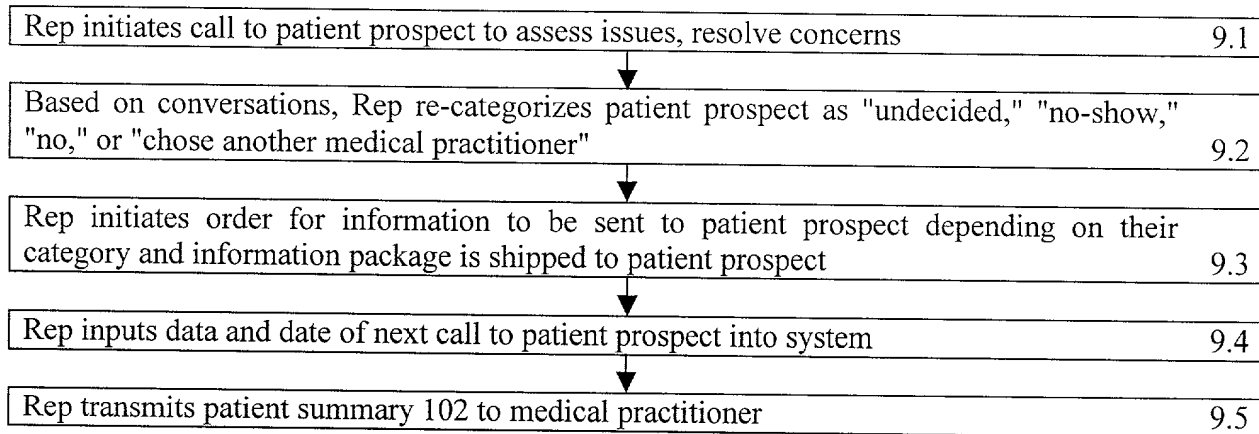 Rep initiates call to patient prospect to assess issues, resolve concerns 9.1
Based on conversations, Rep re-categorizes patient prospect as "undecided," "no-show,"
"no," or "chose another medical practitioner" 9.2
Rep initiates order for information to be sent to patient prospect depending on their
category and information package is shipped to patient prospect 9.3
Rep inputs data and date of next call to patient prospect into system 9.4
Rep transmits patient summary 102 to medical practitioner 9.5